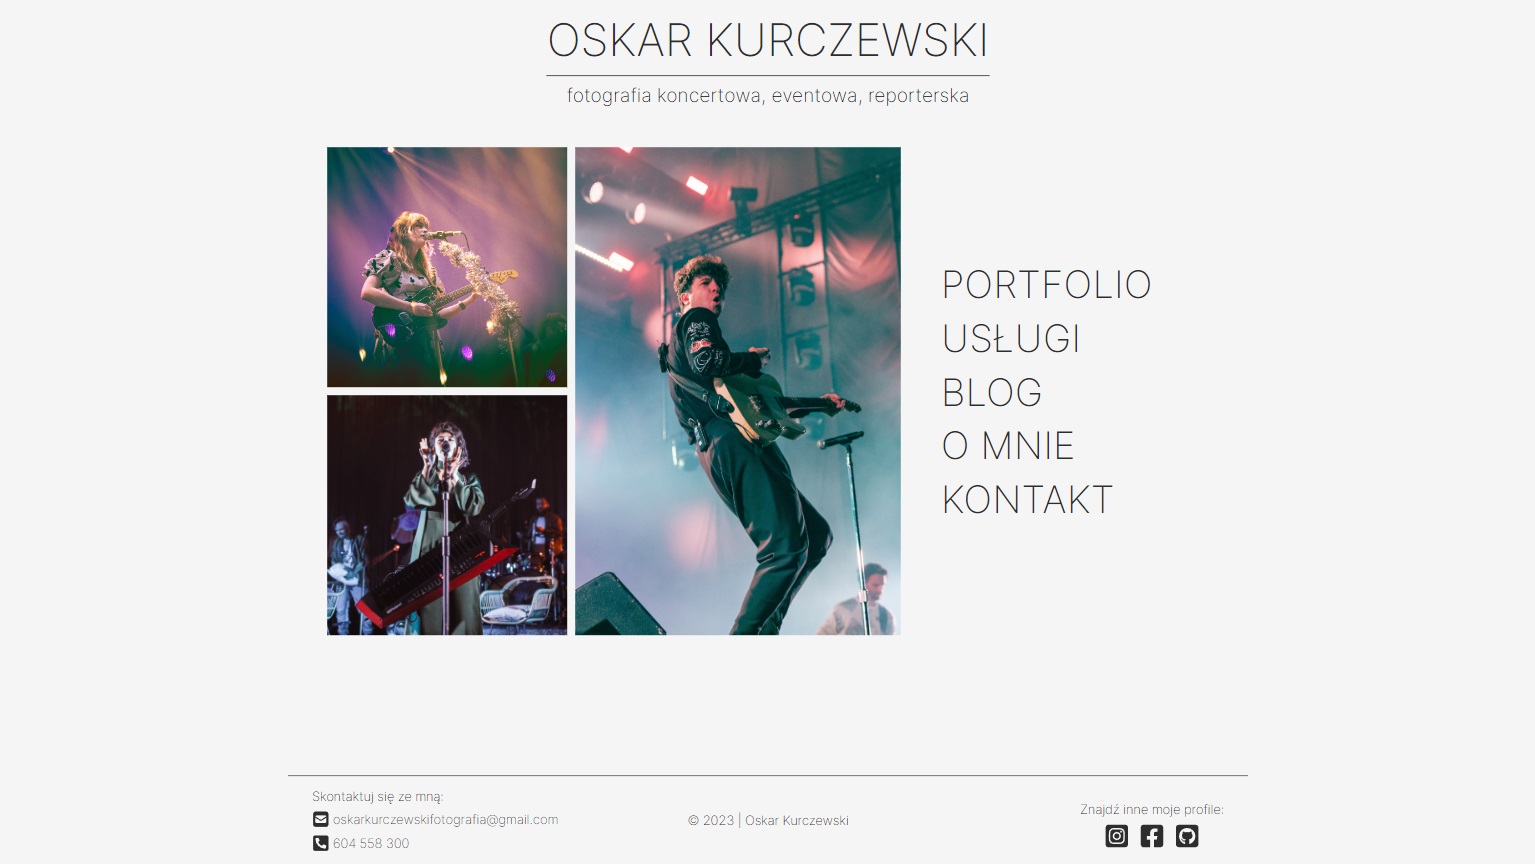 OSKAR KURCZEWSKI
fotografia koncertowa, eventowa, reporterska
PORTFOLIO
USŁUGI
BLOG
O MNIE
KONTAKT
Skontaktuj się ze mną:
oskarkurczewskifotografia@gmail.com
604 558 300
© 2023 | Oskar Kurczewski
Znajdź inne moje profile: